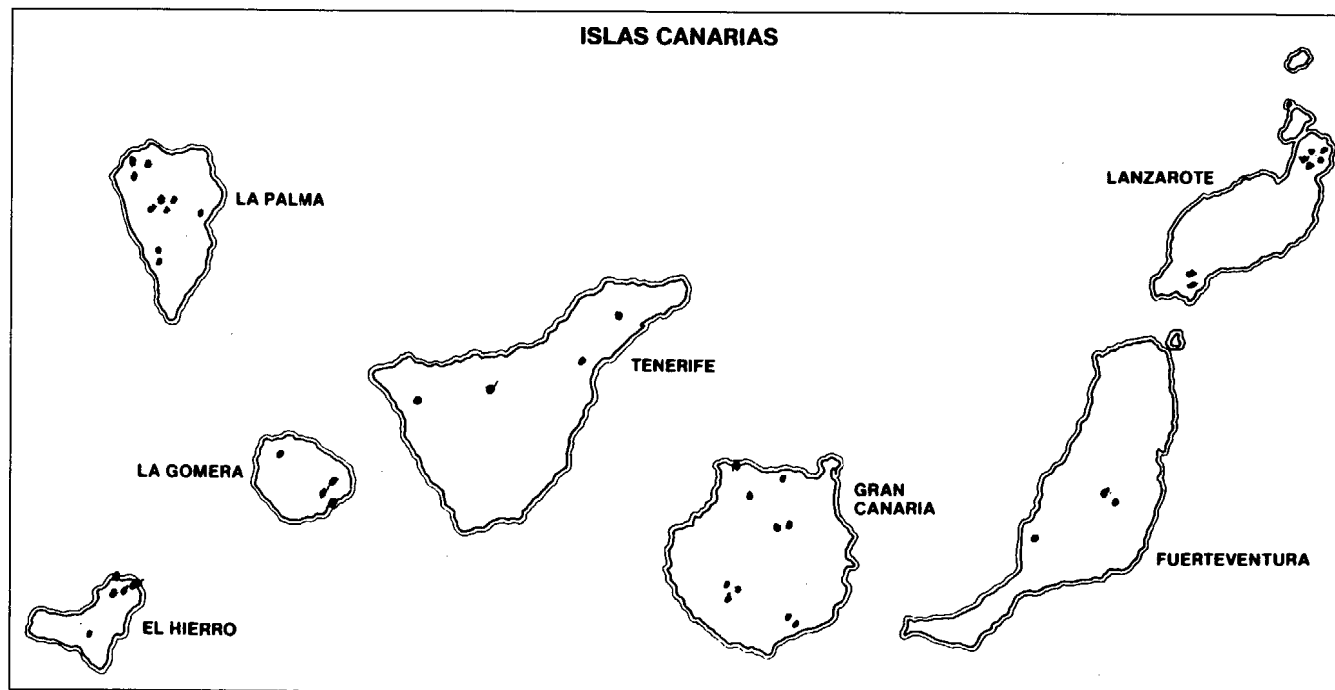 ISLAS CANARIAS
LANZAROTE
LA PALMA
TENERIFE
LA GOMERA
GRAN
CANARIA
FUERTEVENTURA
EL HIERRO